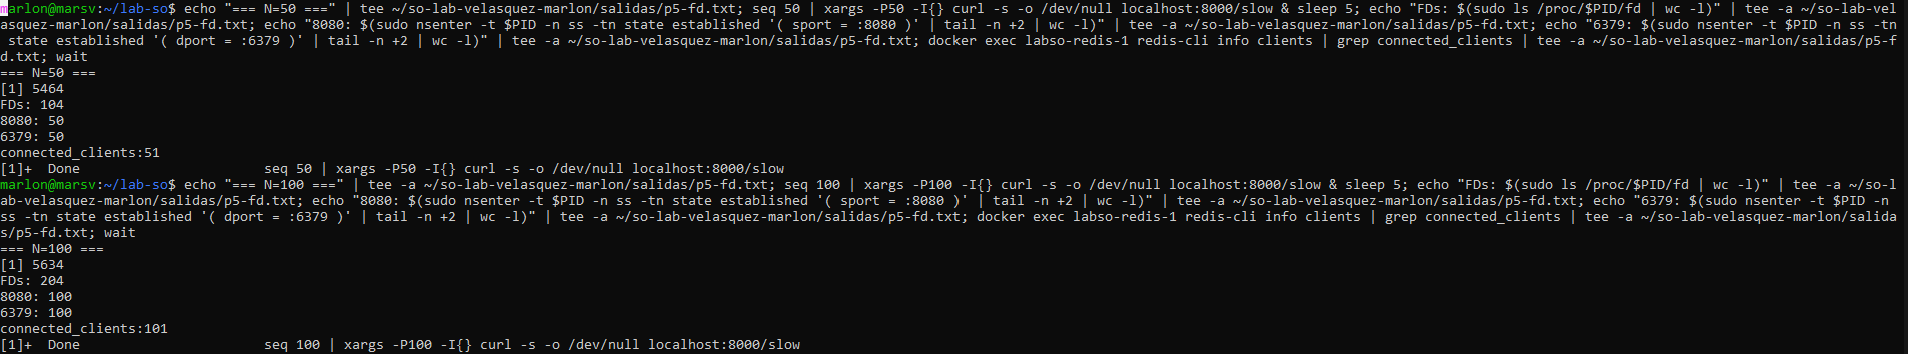 marlon@marsv:~/lab-so$ echo "=== N=50 ===" | tee ~/so-lab-velasquez-marlon/salidas/p5-fd.txt; seq 50 | xargs -P50 -I{} curl -s -o /dev/null localhost:8000/slow & sleep 5; echo "FDs: $(sudo ls /proc/$PID/fd | wc -l)" | tee -a ~/so-lab-vel
asquez-marlon/salidas/p5-fd.txt; echo "8080: $(sudo nsenter -t $PID -n ss -tn state established '( sport = :8080 )' | tail -n +2 | wc -l)" | tee -a ~/so-lab-velasquez-marlon/salidas/p5-fd.txt; echo "6379: $(sudo nsenter -t $PID -n ss -tn
 state established '( dport = :6379 )' | tail -n +2 | wc -l)" | tee -a ~/so-lab-velasquez-marlon/salidas/p5-fd.txt; docker exec labso-redis-1 redis-cli info clients | grep connected_clients | tee -a ~/so-lab-velasquez-marlon/salidas/p5-f
d.txt; wait
=== N=50 ===
[1] 5464
FDs: 104
8080: 50
6379: 50
connected_clients:51
[1]+  Done                    seq 50 | xargs -P50 -I{} curl -s -o /dev/null localhost:8000/slow
marlon@marsv:~/lab-so$ echo "=== N=100 ===" | tee -a ~/so-lab-velasquez-marlon/salidas/p5-fd.txt; seq 100 | xargs -P100 -I{} curl -s -o /dev/null localhost:8000/slow & sleep 5; echo "FDs: $(sudo ls /proc/$PID/fd | wc -l)" | tee -a ~/so-l
ab-velasquez-marlon/salidas/p5-fd.txt; echo "8080: $(sudo nsenter -t $PID -n ss -tn state established '( sport = :8080 )' | tail -n +2 | wc -l)" | tee -a ~/so-lab-velasquez-marlon/salidas/p5-fd.txt; echo "6379: $(sudo nsenter -t $PID -n 
ss -tn state established '( dport = :6379 )' | tail -n +2 | wc -l)" | tee -a ~/so-lab-velasquez-marlon/salidas/p5-fd.txt; docker exec labso-redis-1 redis-cli info clients | grep connected_clients | tee -a ~/so-lab-velasquez-marlon/salida
s/p5-fd.txt; wait
=== N=100 ===
[1] 5634
FDs: 204
8080: 100
6379: 100
connected_clients:101
[1]+  Done                    seq 100 | xargs -P100 -I{} curl -s -o /dev/null localhost:8000/slow